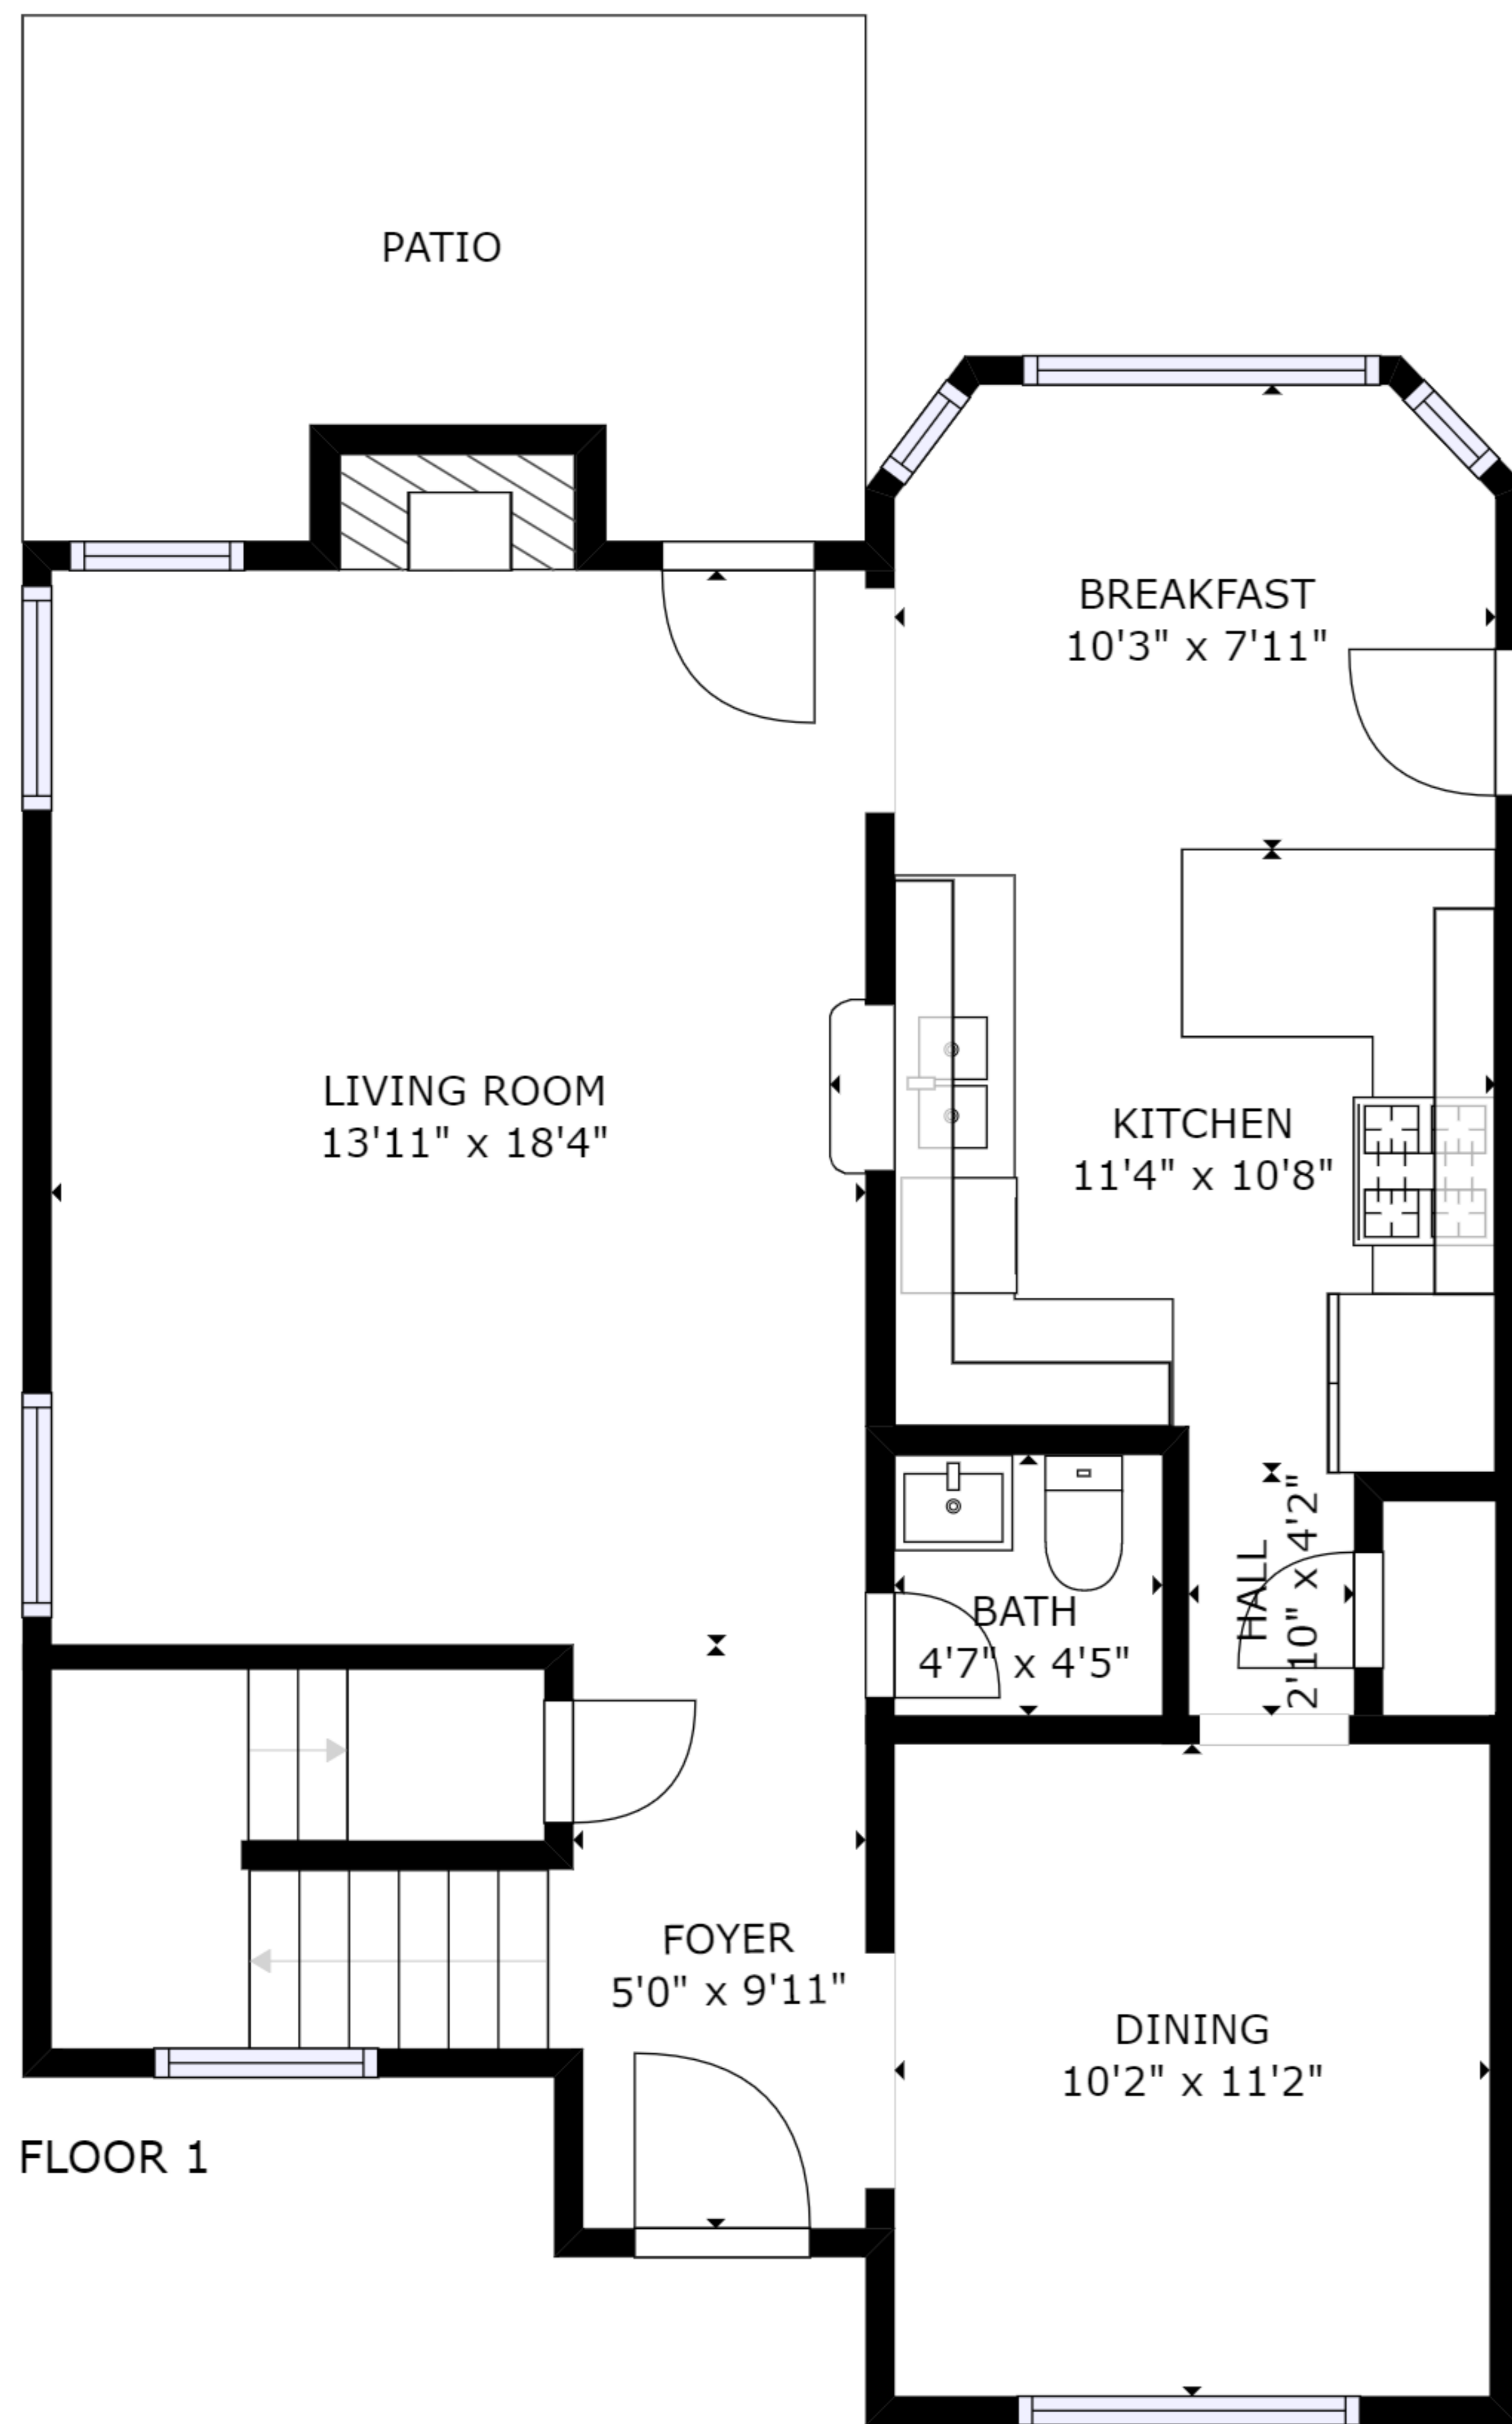 PATIO
BREAKFAST
10'3" x 7'11"
LIVING ROOM
13'11" x 18'4"
KITCHEN
11'4" x 10'8"
HALL
2'10" x 4'2"
BATH
4'7" x 4'5"
FOYER
5'0" x 9'11"
DINING
10'2" x 11'2"
FLOOR 1